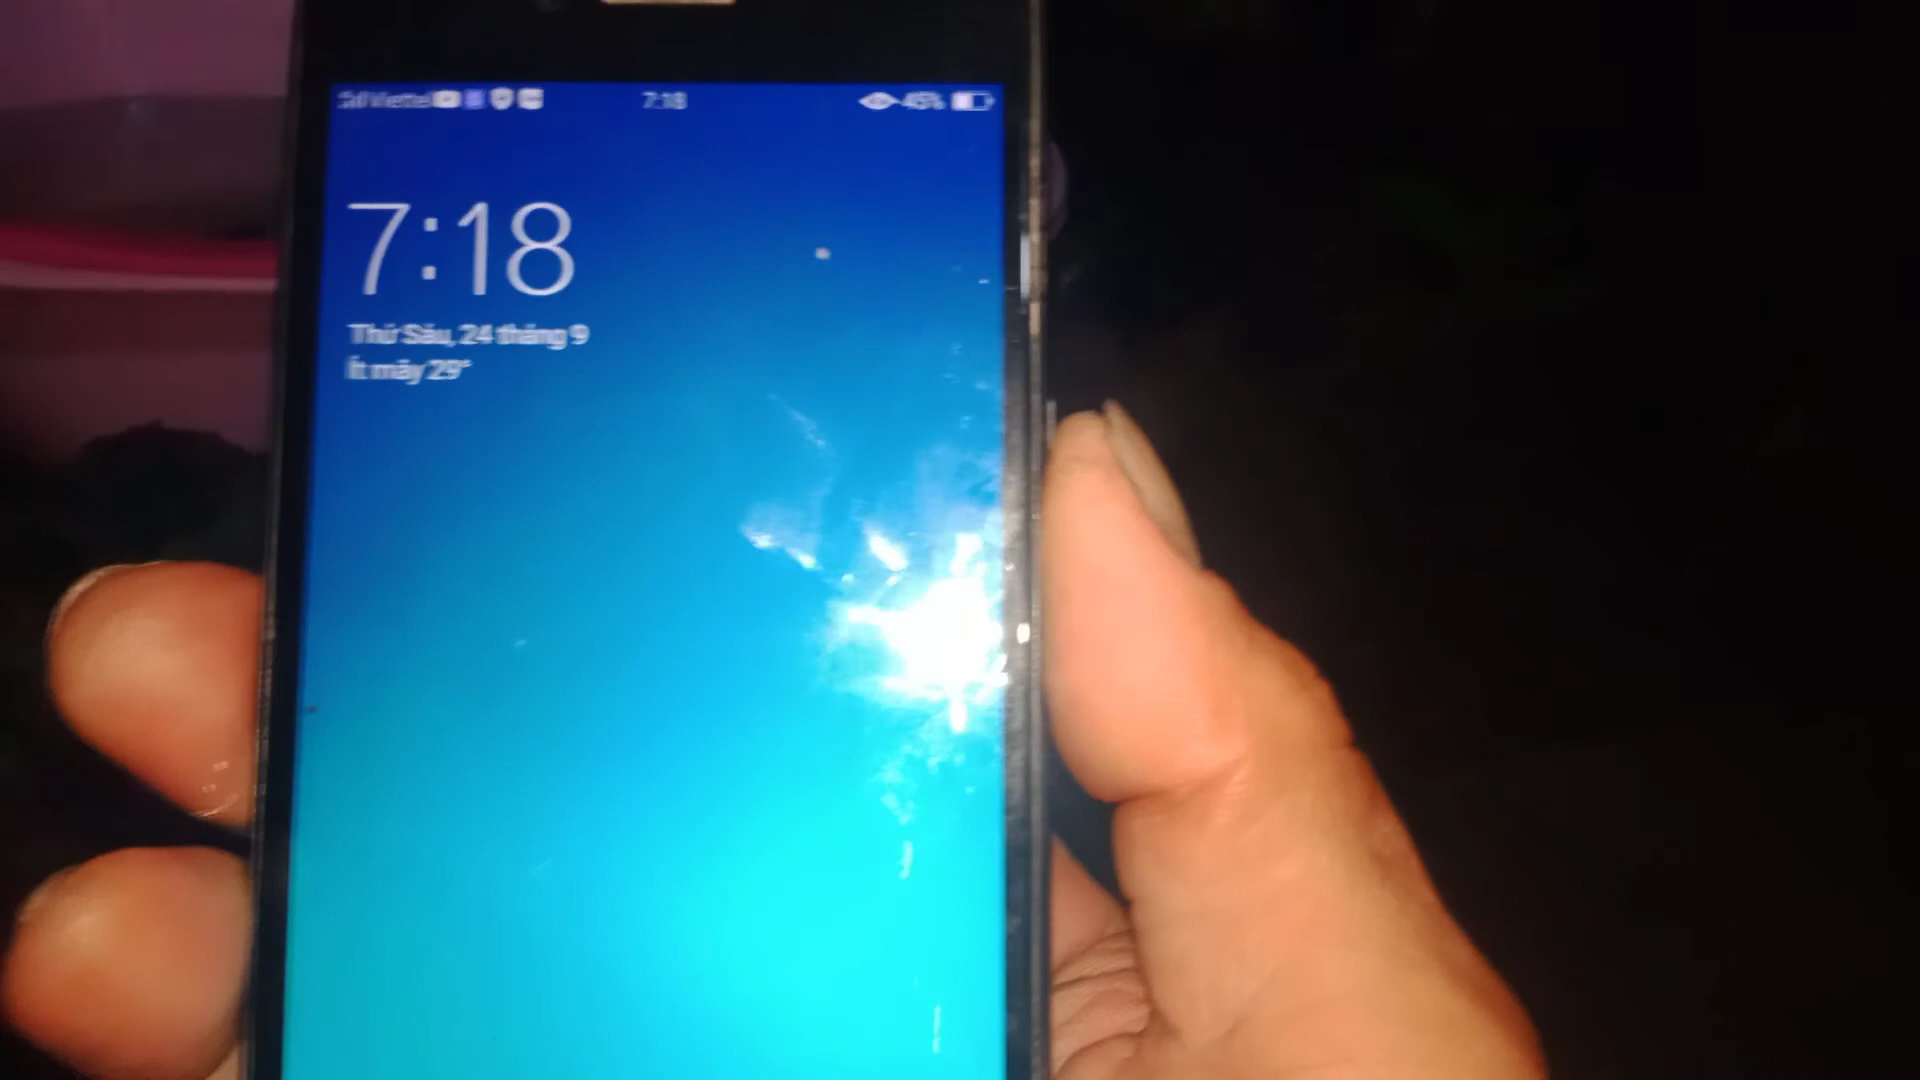 Viettel 7:18 45%
7:18
Thứ Sáu, 24 tháng 9
Ít mây 29°